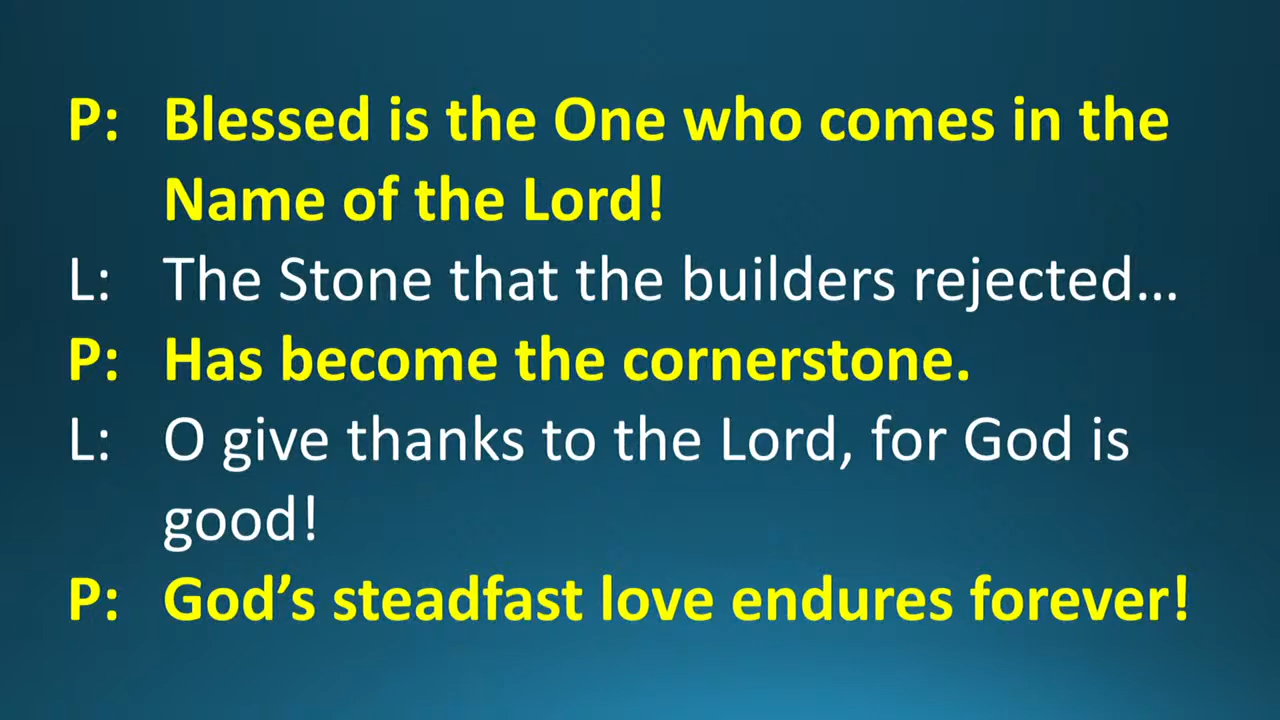 P: Blessed is the One who comes in the
Name of the Lord!
L: The Stone that the builders rejected…
P: Has become the cornerstone.
L: O give thanks to the Lord, for God is
good!
P: God’s steadfast love endures forever!